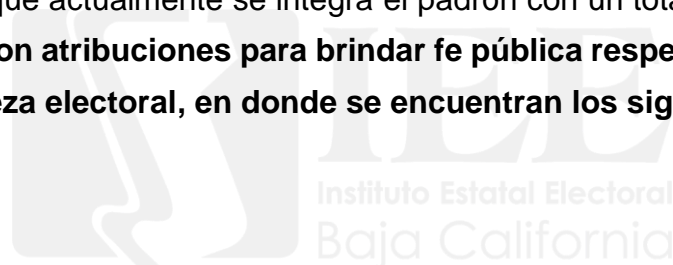 que actualmente se integra el padrón con un tota
on atribuciones para brindar fe pública respe
eza electoral, en donde se encuentran los sig
IEE
Instituto Estatal Electoral
Baja California